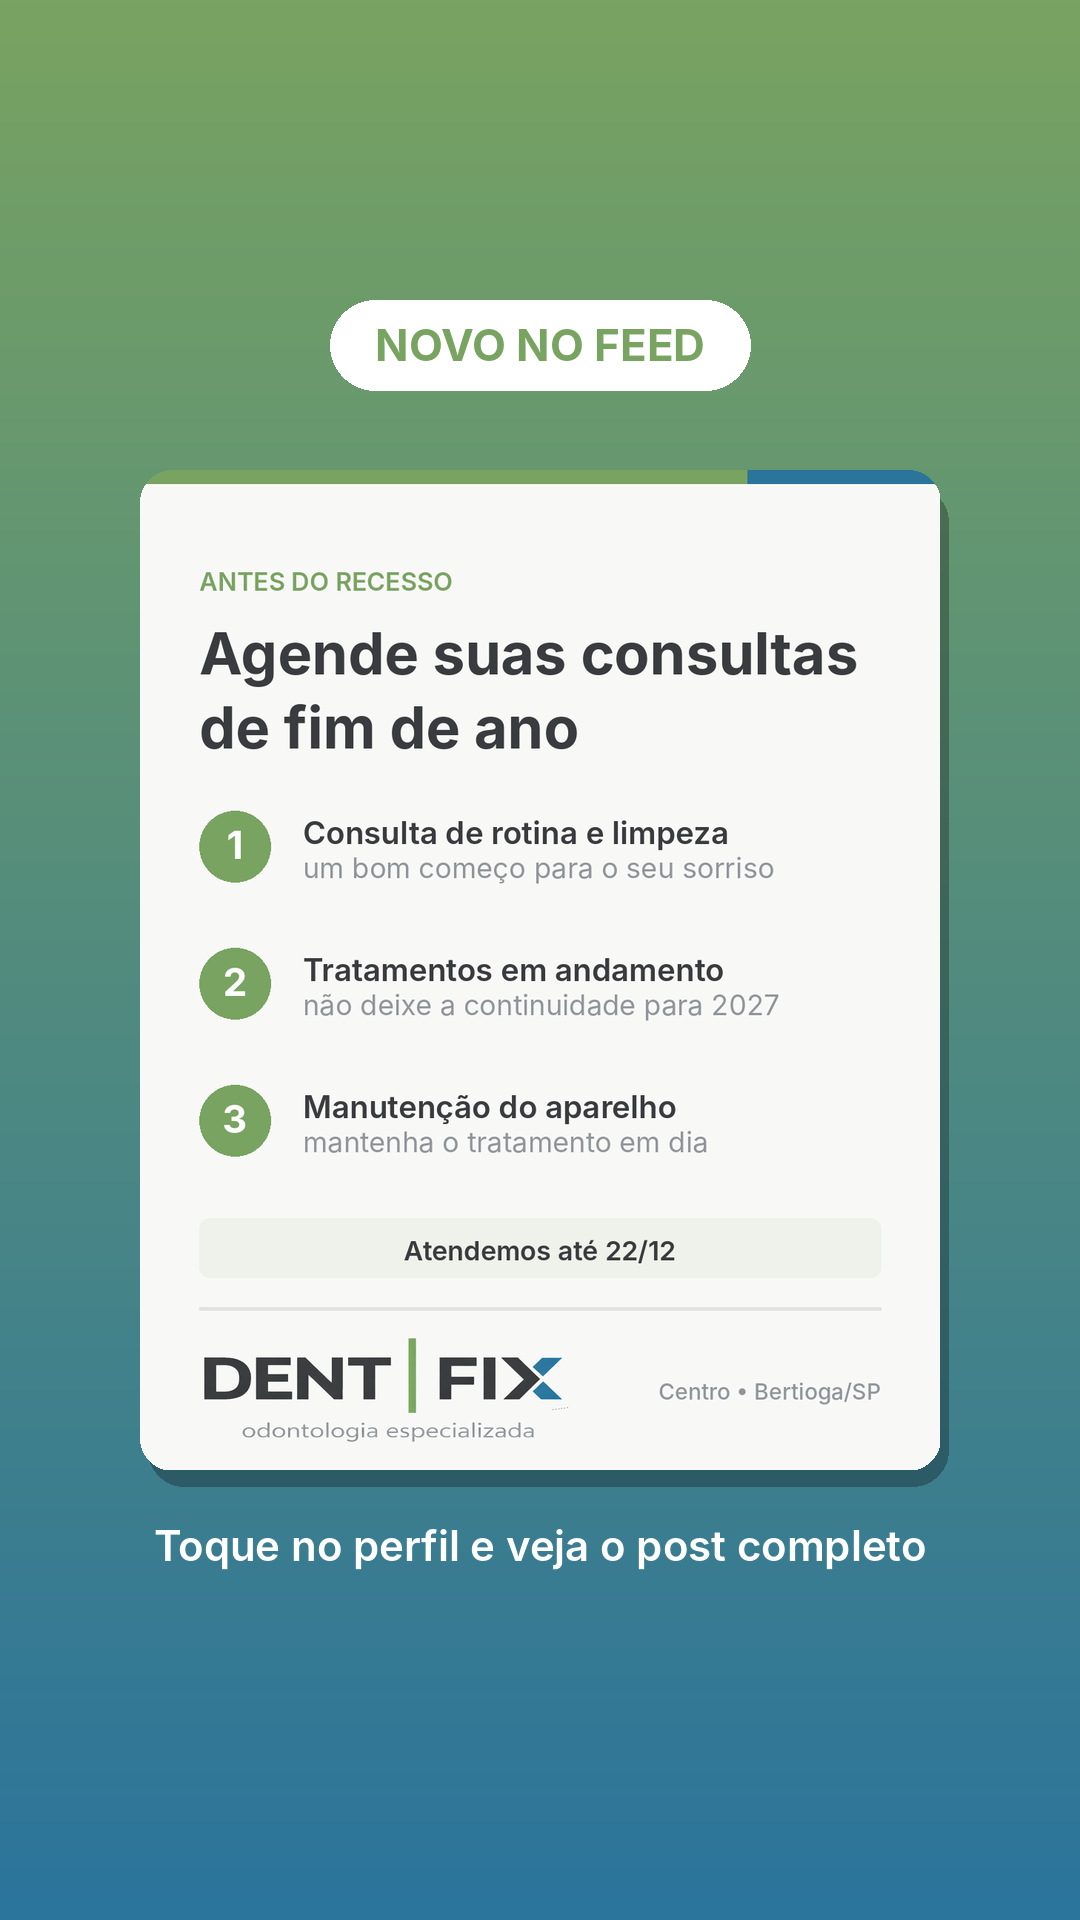 NOVO NO FEED
ANTES DO RECESSO
Agende suas consultas
de fim de ano
1
Consulta de rotina e limpeza
um bom começo para o seu sorriso
2
Tratamentos em andamento
não deixe a continuidade para 2027
3
Manutenção do aparelho
mantenha o tratamento em dia
Atendemos até 22/12
DENT | FIX
odontologia especializada
Centro • Bertioga/SP
Toque no perfil e veja o post completo